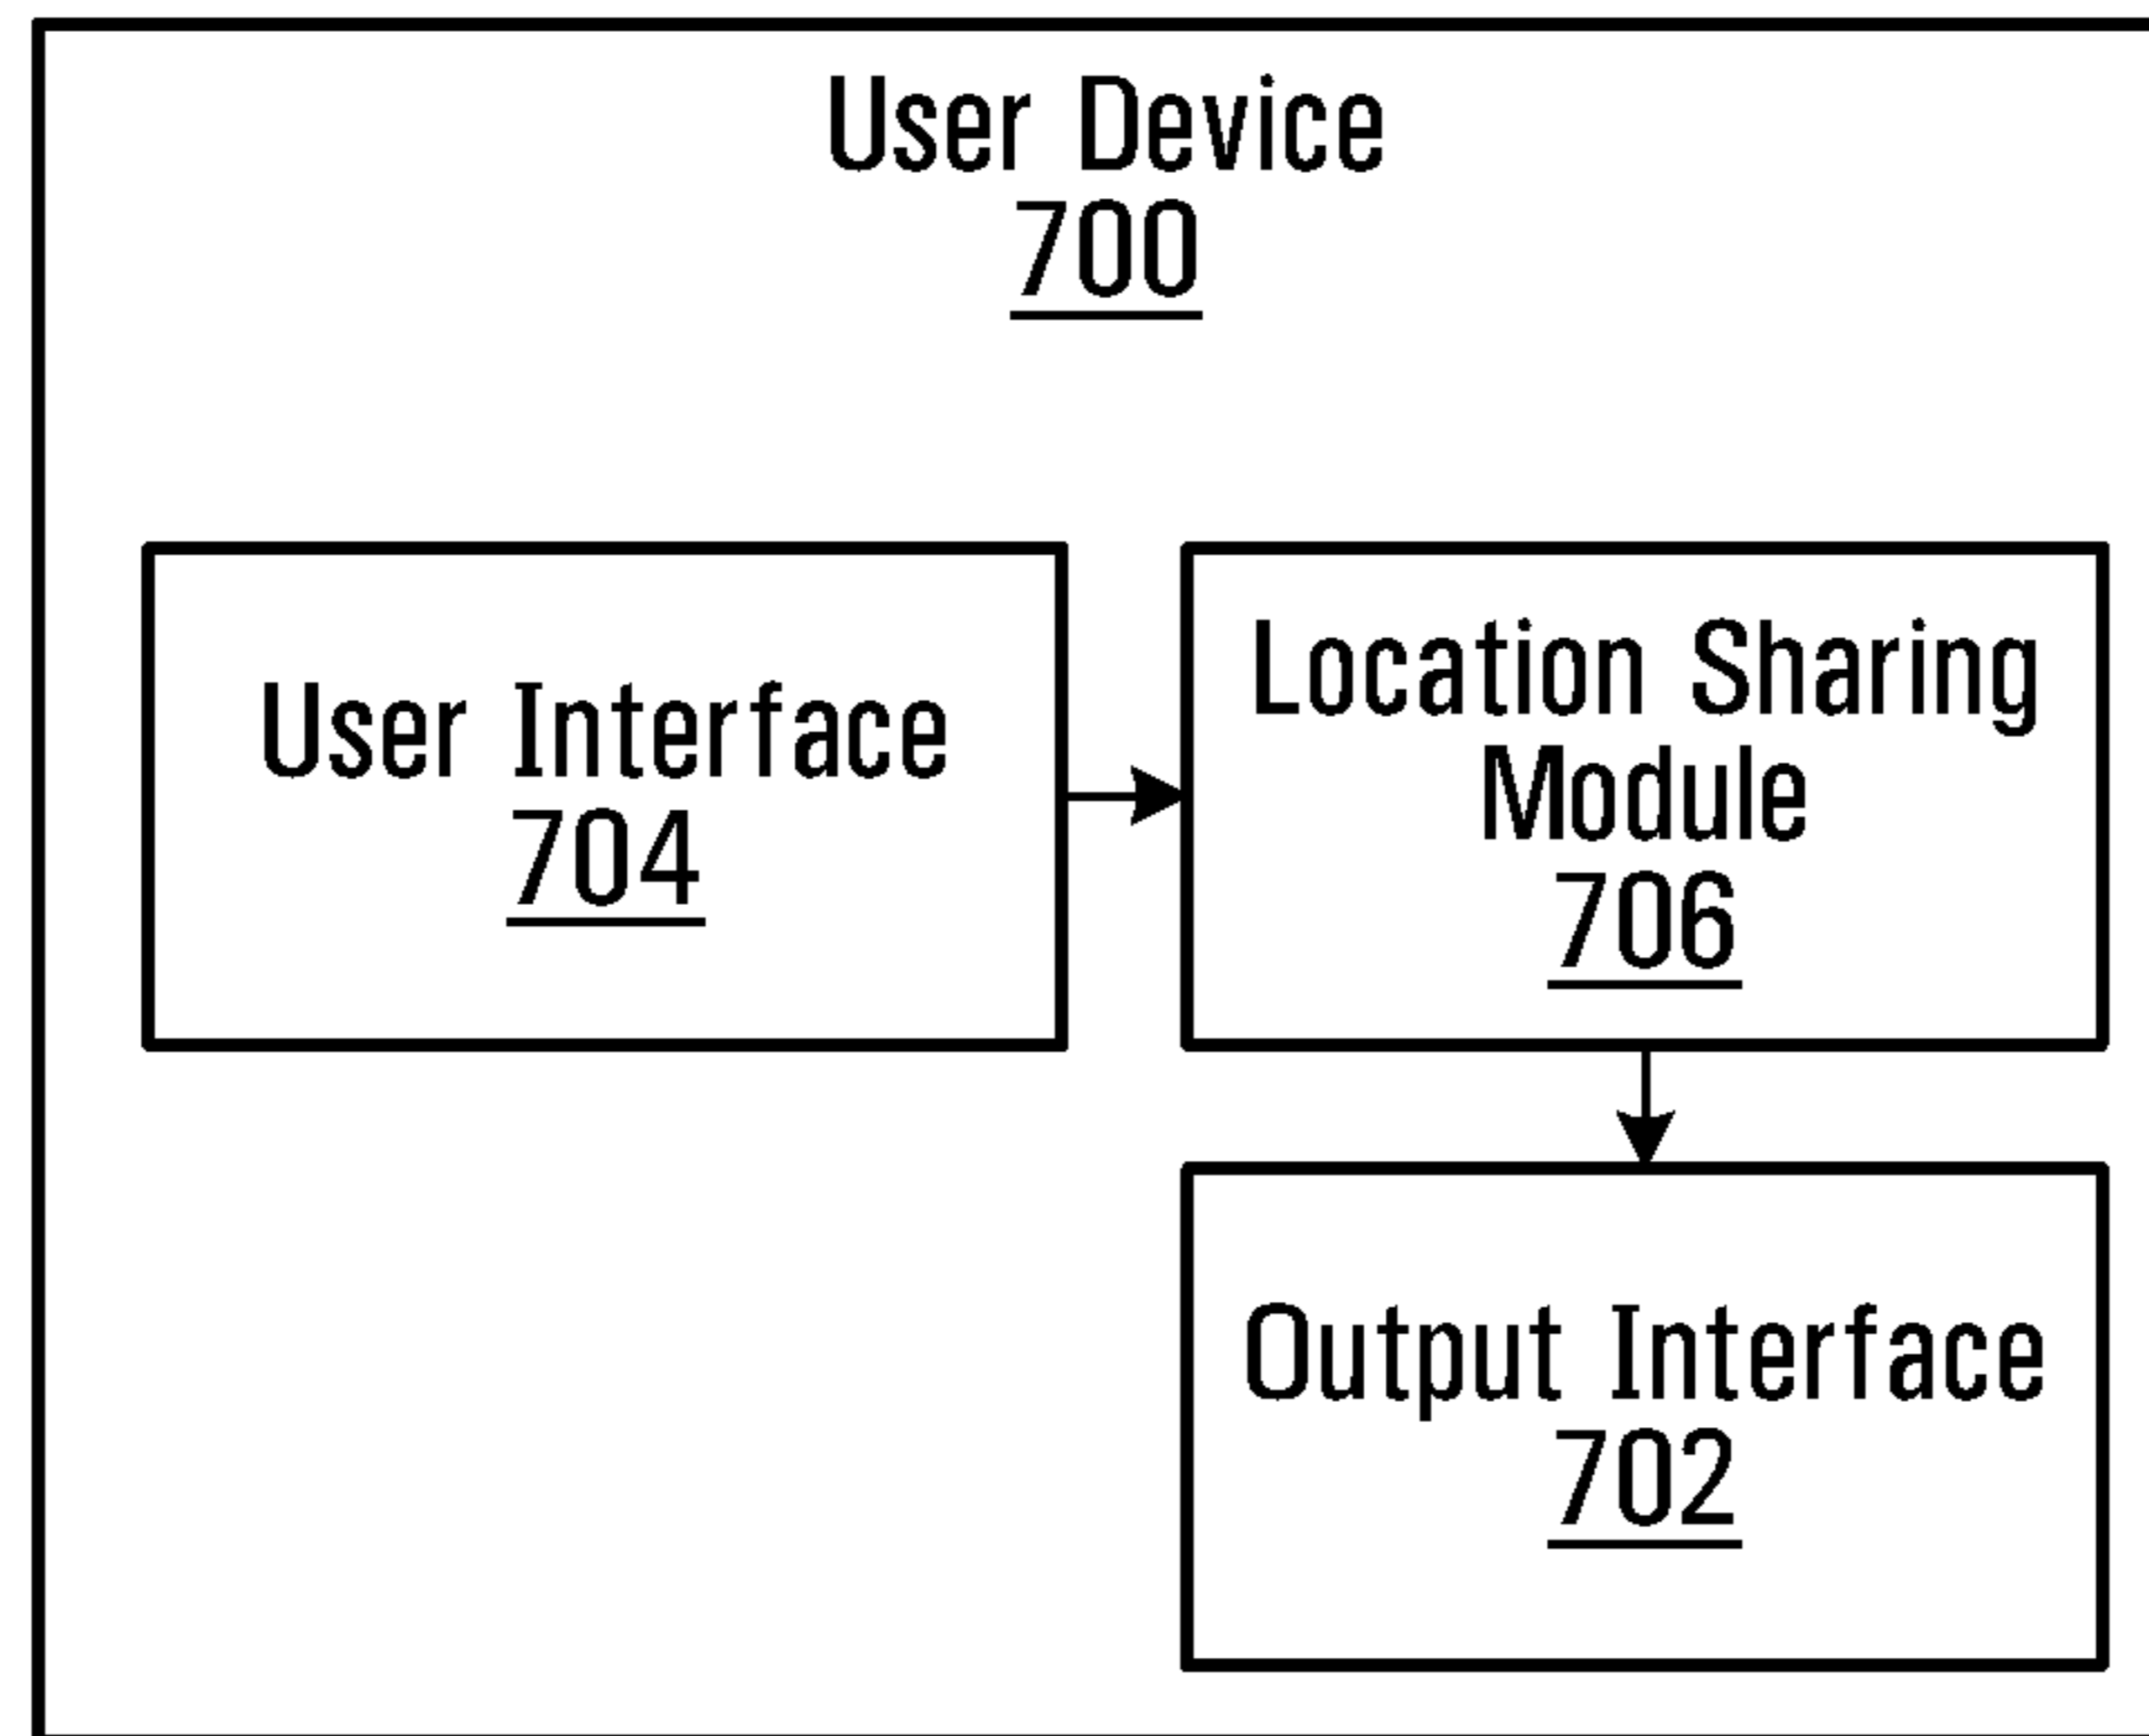 User Device
700
User Interface
704
Location Sharing
Module
706
Output Interface
702